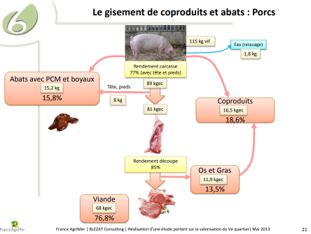 Le gisement de coproduits et abats : Porcs
115 kg vif
Eau (ressuage)
1,8 kg
Rendement carcasse
77% (avec tête et pieds)
Abats avec PCM et boyaux
15,2 kg
15,8%
Tête, pieds
8 kg
89 kgec
81 kgec
Coproduits
16,5 kgec
18,6%
Rendement découpe
85%
Os et Gras
11,9 kgec
13,5%
Viande
68 kgec
76,8%
FranceAgriMer
France AgriMer | BLEZAT Consulting | Réalisation d'une étude portant sur la valorisation du Ve quartier| Mai 2013
21